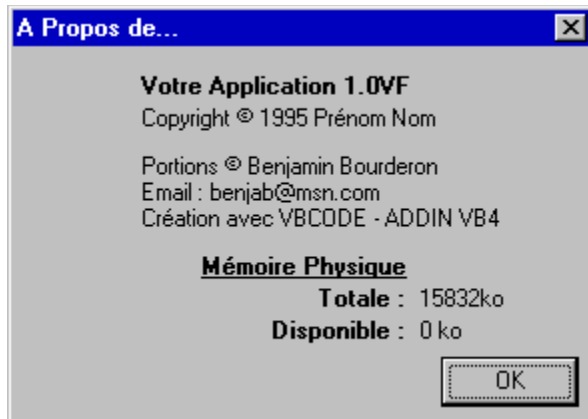 A Propos de...
Votre Application 1.0VF
Copyright © 1995 Prénom Nom
Portions © Benjamin Bourderon
Email : benjab@msn.com
Création avec VBCODE - ADDIN VB4
Mémoire Physique
Totale : 15832ko
Disponible : 0 ko
OK